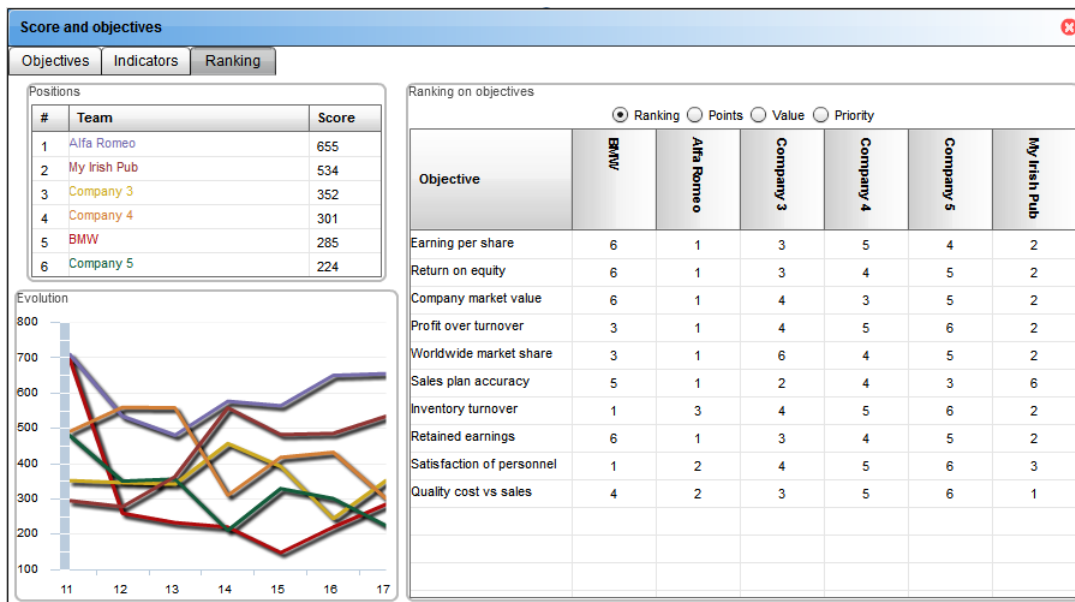 Score and objectives
Objectives Indicators Ranking
Positions
# Team Score
1 Alfa Romeo 655
2 My Irish Pub 534
3 Company 3 352
4 Company 4 301
5 BMW 285
6 Company 5 224
Evolution
800
700
600
500
400
300
200
100
11 12 13 14 15 16 17
Ranking on objectives
Ranking Points Value Priority
Objective BMW Alfa Romeo Company 3 Company 4 Company 5 My Irish Pub
Earning per share 6 1 3 5 4 2
Return on equity 6 1 3 4 5 2
Company market value 6 1 4 3 5 2
Profit over turnover 3 1 4 5 6 2
Worldwide market share 3 1 6 4 5 2
Sales plan accuracy 5 1 2 4 3 6
Inventory turnover 1 3 4 5 6 2
Retained earnings 6 1 3 4 5 2
Satisfaction of personnel 1 2 4 5 6 3
Quality cost vs sales 4 2 3 5 6 1